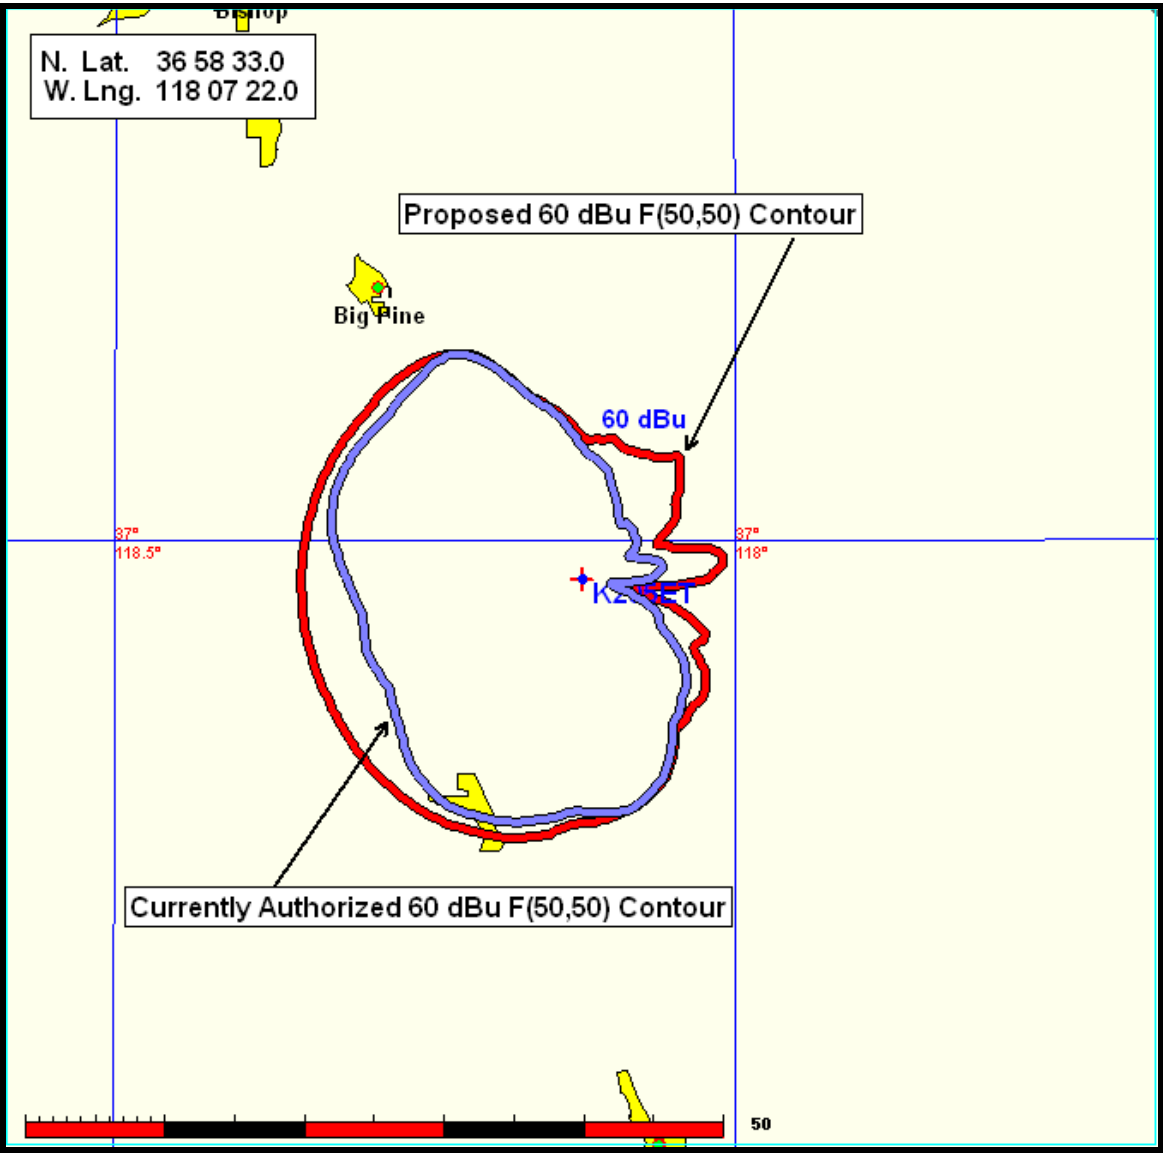 Bishop
N. Lat. 36 58 33.0
W. Lng. 118 07 22.0
Proposed 60 dBu F(50,50) Contour
Big Pine
60 dBu
37°
118.5°
37°
118°
Currently Authorized 60 dBu F(50,50) Contour
50